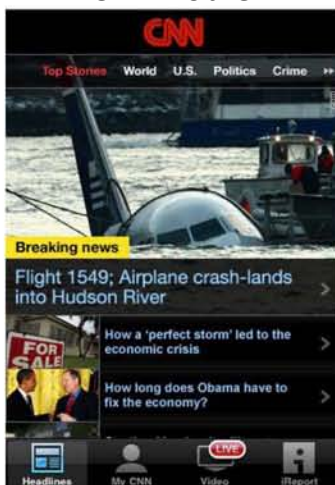 CNN
Top Stories World U.S. Politics Crime
Breaking news
Flight 1549; Airplane crash-lands
into Hudson River
FOR
SALE
How a 'perfect storm' led to the
economic crisis
How long does Obama have to
fix the economy?
LIVE
Headlines My CNN Video iReport